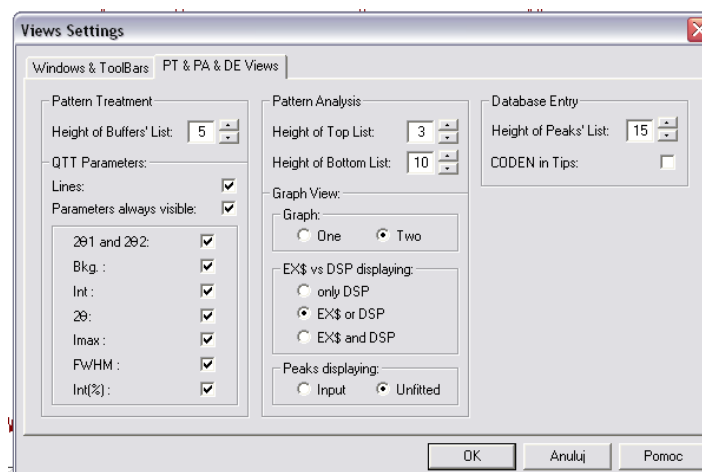 Views Settings
Windows & ToolBars
PT & PA & DE Views
Pattern Treatment
Height of Buffers' List: 5
QTT Parameters:
Lines:
Parameters always visible:
2θ1 and 2θ2:
Bkg. :
Int :
2θ:
Imax :
FWHM :
Int(%) :
Pattern Analysis
Height of Top List: 3
Height of Bottom List: 10
Graph View:
Graph:
One Two
EX$ vs DSP displaying:
only DSP
EX$ or DSP
EX$ and DSP
Peaks displaying:
Input Unfitted
Database Entry
Height of Peaks' List: 15
CODEN in Tips:
OK Anuluj Pomoc